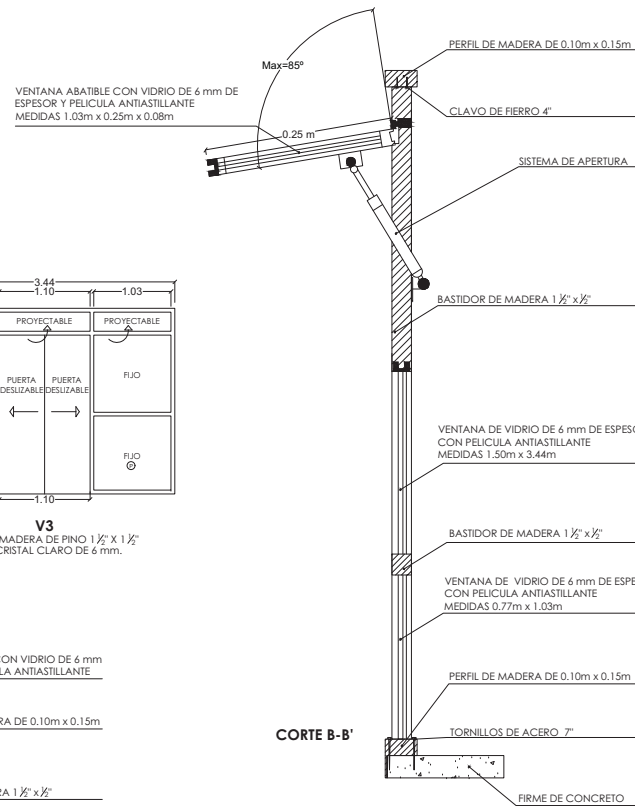 PERFIL DE MADERA DE 0.10m x 0.15m
Max=85º
VENTANA ABATIBLE CON VIDRIO DE 6 mm DE
ESPESOR Y PELICULA ANTIASTILLANTE
MEDIDAS 1.03m x 0.25m x 0.08m
CLAVO DE FIERRO 4"
0.25 m
SISTEMA DE APERTURA
BASTIDOR DE MADERA 1 ½" x ½"
3.44
1.10
1.03
PROYECTABLE
PROYECTABLE
PUERTA
DESLIZABLE
PUERTA
DESLIZABLE
FIJO
FIJO
P
1.10
V3
MADERA DE PINO 1 ½" X 1 ½"
CRISTAL CLARO DE 6 mm.
VENTANA DE VIDRIO DE 6 mm DE ESPESO
CON PELICULA ANTIASTILLANTE
MEDIDAS 1.50m x 3.44m
BASTIDOR DE MADERA 1 ½" x ½"
VENTANA DE VIDRIO DE 6 mm DE ESPE
CON PELICULA ANTIASTILLANTE
MEDIDAS 0.77m x 1.03m
CON VIDRIO DE 6 mm
LA ANTIASTILLANTE
RA DE 0.10m x 0.15m
RA 1 ½" x ½"
PERFIL DE MADERA DE 0.10m x 0.15m
CORTE B-B'
TORNILLOS DE ACERO 7"
FIRME DE CONCRETO